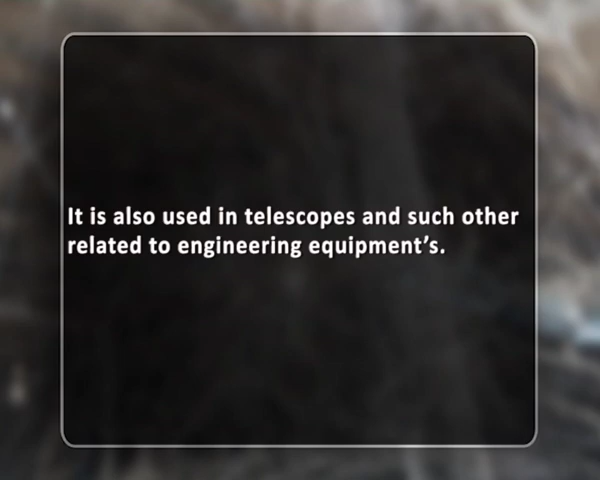 It is also used in telescopes and such other
related to engineering equipment’s.